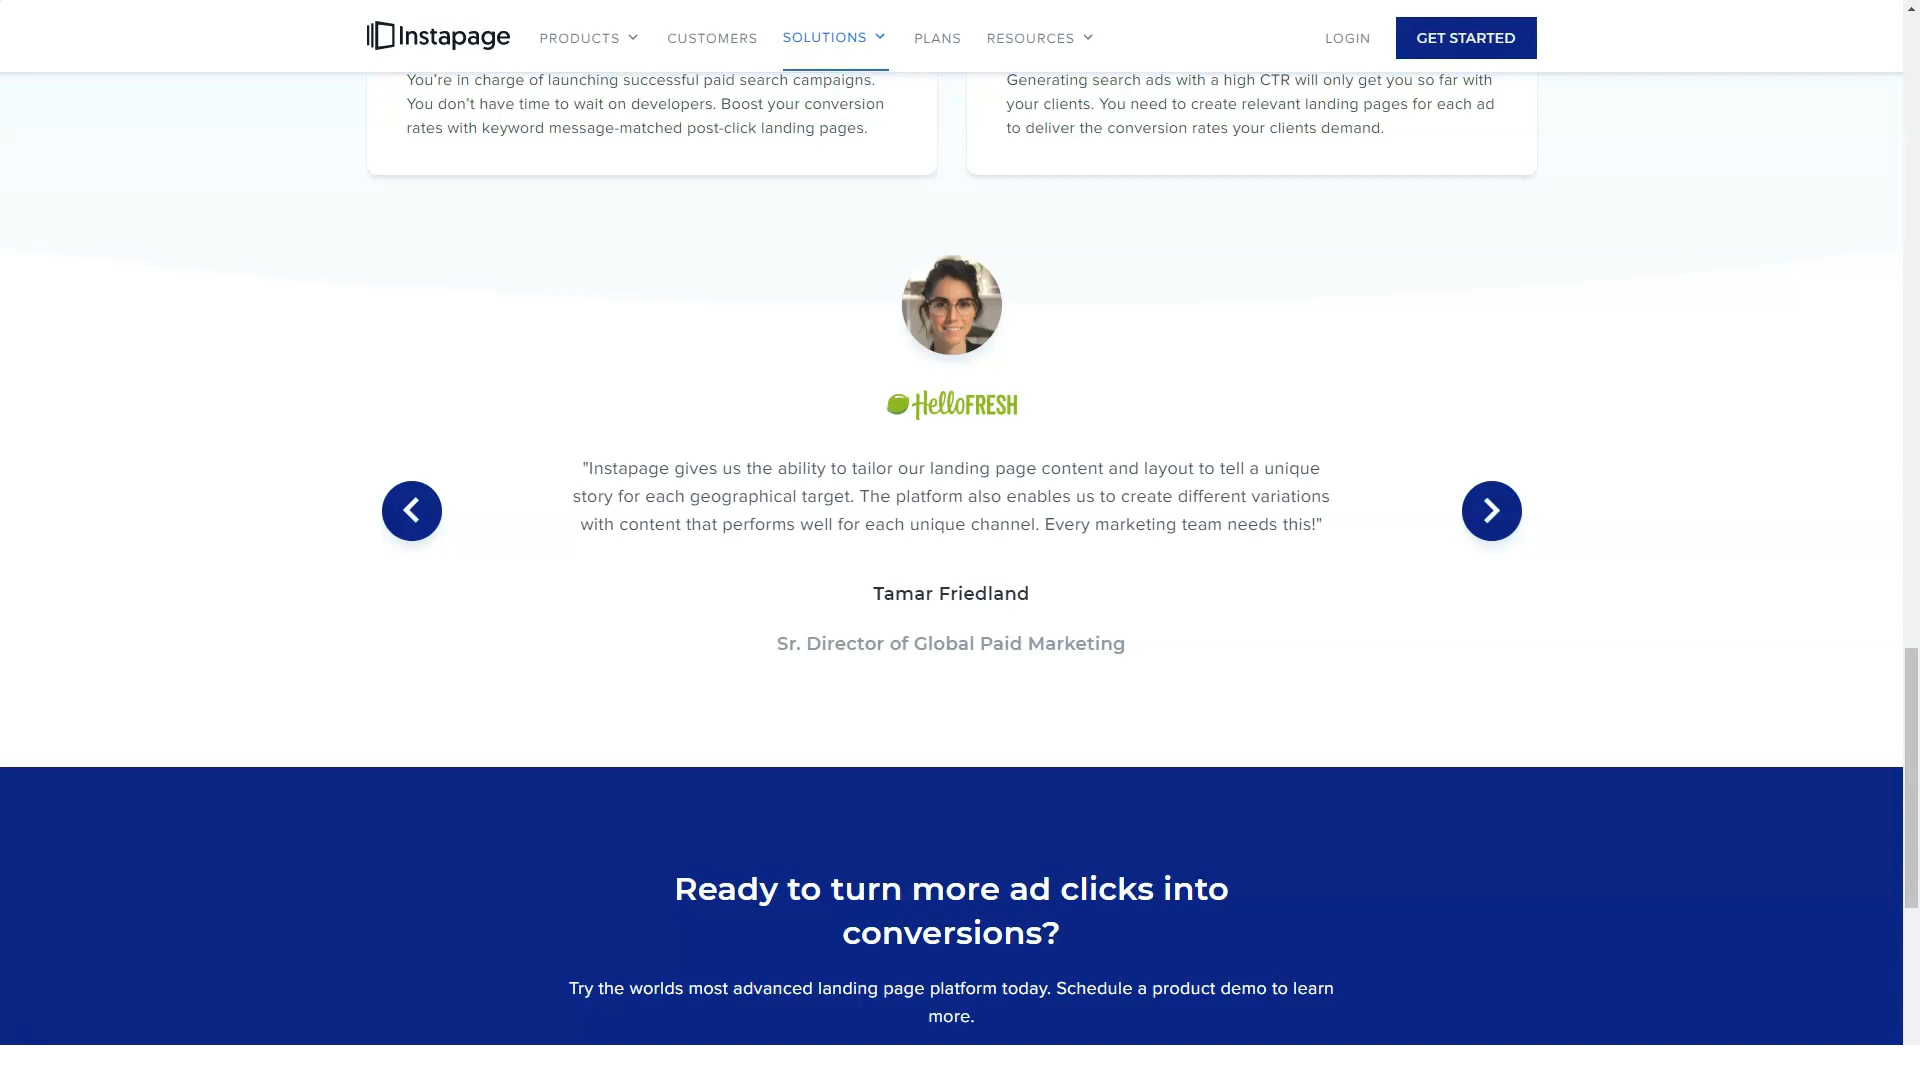 Instapage PRODUCTS CUSTOMERS SOLUTIONS PLANS RESOURCES LOGIN GET STARTED
You’re in charge of launching successful paid search campaigns.
You don’t have time to wait on developers. Boost your conversion
rates with keyword message-matched post-click landing pages.
Generating search ads with a high CTR will only get you so far with
your clients. You need to create relevant landing pages for each ad
to deliver the conversion rates your clients demand.
HelloFRESH
"Instapage gives us the ability to tailor our landing page content and layout to tell a unique
story for each geographical target. The platform also enables us to create different variations
with content that performs well for each unique channel. Every marketing team needs this!"
Tamar Friedland
Sr. Director of Global Paid Marketing
Ready to turn more ad clicks into
conversions?
Try the worlds most advanced landing page platform today. Schedule a product demo to learn
more.